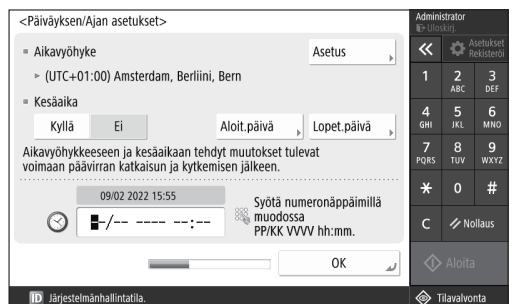 <Päiväyksen/Ajan asetukset>
Aikavyöhyke
Asetus
(UTC+01:00) Amsterdam, Berliini, Bern
Kesäaika
Kyllä
Ei
Aloit.päivä
Lopet.päivä
Aikavyöhykkeeseen ja kesäaikaan tehdyt muutokset tulevat
voimaan päävirran katkaisun ja kytkemisen jälkeen.
09/02 2022 15:55
--/-- ---- --:--
Syötä numeronäppäimillä
muodossa
PP/KK VVVV hh:mm.
OK
ID Järjestelmänhallintatila.
Administrator
Uloskirj.
Asetukset
Rekisteröi
1
2
ABC
3
DEF
4
GHI
5
JKL
6
MNO
7
PQRS
8
TUV
9
WXYZ
*
0
#
C
Nollaus
Aloita
Tilavalvonta